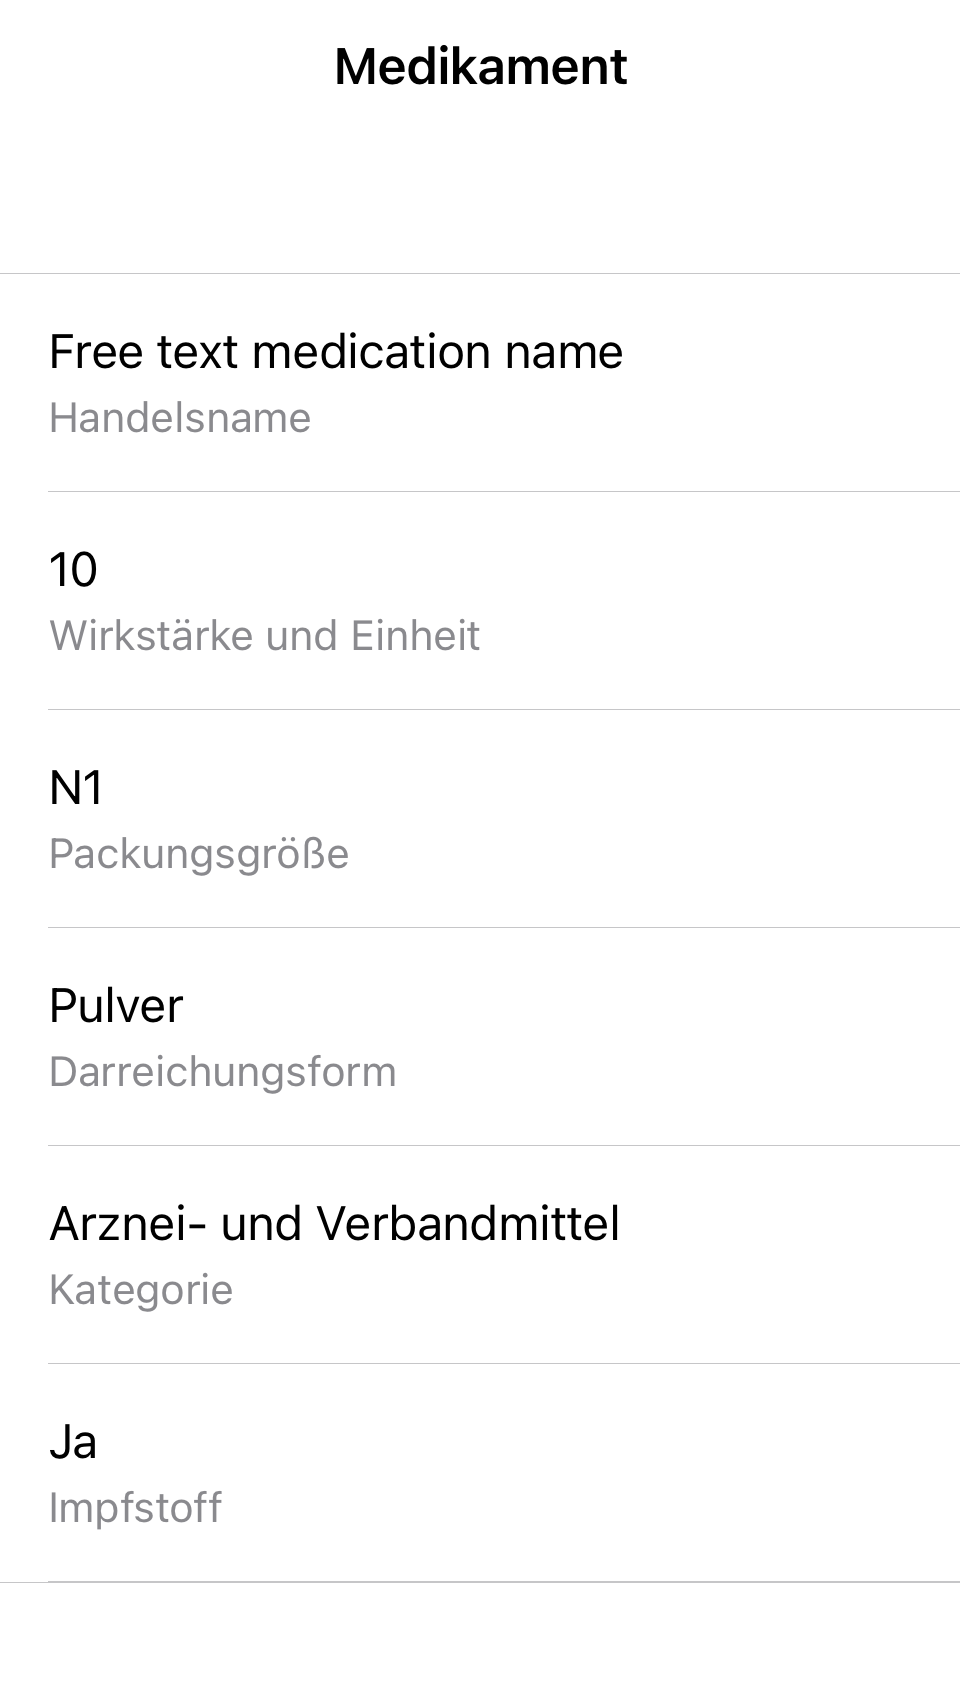 Medikament
Free text medication name
Handelsname
10
Wirkstärke und Einheit
N1
Packungsgröße
Pulver
Darreichungsform
Arznei- und Verbandmittel
Kategorie
Ja
Impfstoff